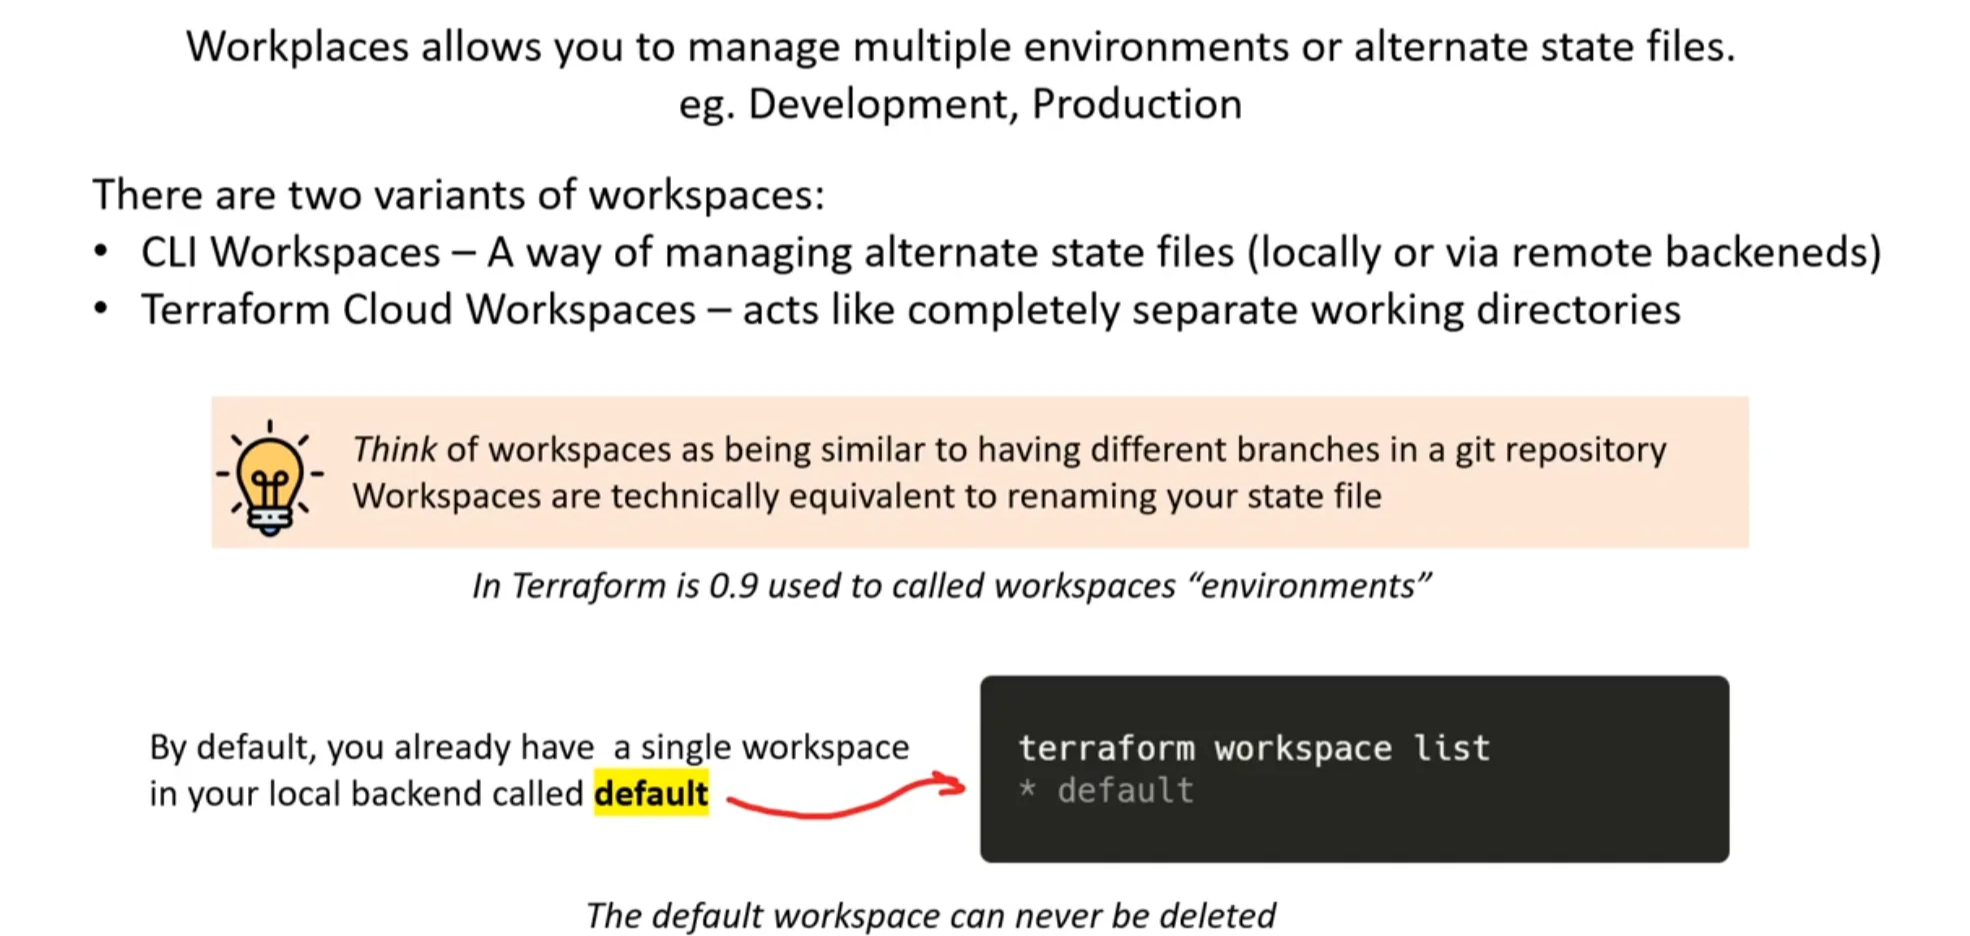 Workplaces allows you to manage multiple environments or alternate state files.
eg. Development, Production
There are two variants of workspaces:
• CLI Workspaces – A way of managing alternate state files (locally or via remote backeneds)
• Terraform Cloud Workspaces – acts like completely separate working directories
Think of workspaces as being similar to having different branches in a git repository
Workspaces are technically equivalent to renaming your state file
In Terraform is 0.9 used to called workspaces “environments”
By default, you already have a single workspace
in your local backend called default
terraform workspace list
* default
The default workspace can never be deleted